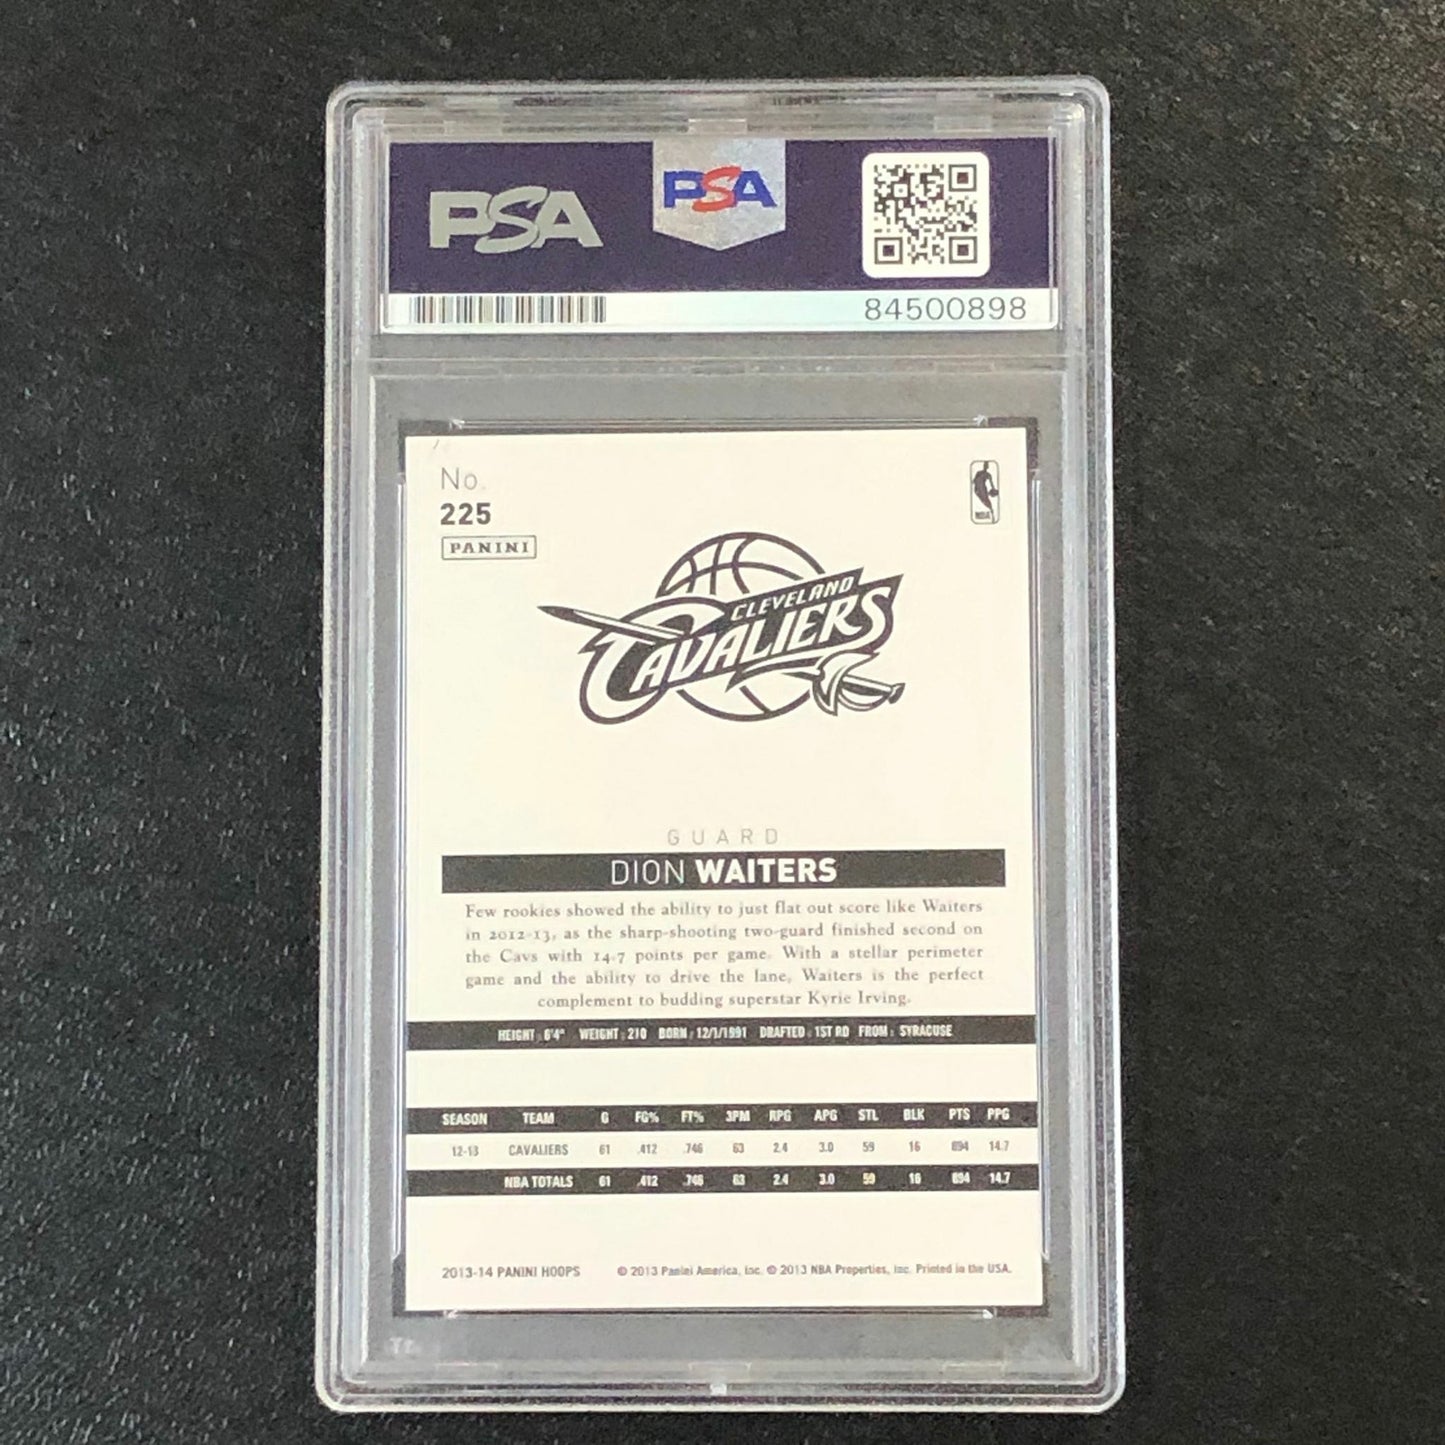 PSA
PSA
84500898
No.
225
PANINI
NBA
CLEVELAND
CAVALIERS
GUARD
DION WAITERS
Few rookies showed the ability to just flat out score like Waiters
in 2012-13, as the sharp-shooting two-guard finished second on
the Cavs with 14.7 points per game. With a stellar perimeter
game and the ability to drive the lane, Waiters is the perfect
complement to budding superstar Kyrie Irving.
HEIGHT: 6'4" WEIGHT: 210 BORN: 12/1/1991 DRAFTED: 1ST RD FROM: SYRACUSE
SEASON TEAM G FG% FT% 3PM RPG APG STL BLK PTS PPG
12-13 CAVALIERS 61 .412 .746 63 2.4 3.0 59 16 894 14.7
NBA TOTALS 61 .412 .746 63 2.4 3.0 59 16 894 14.7
2013-14 PANINI HOOPS © 2013 Panini America, Inc. © 2013 NBA Properties, Inc. Printed in the USA.